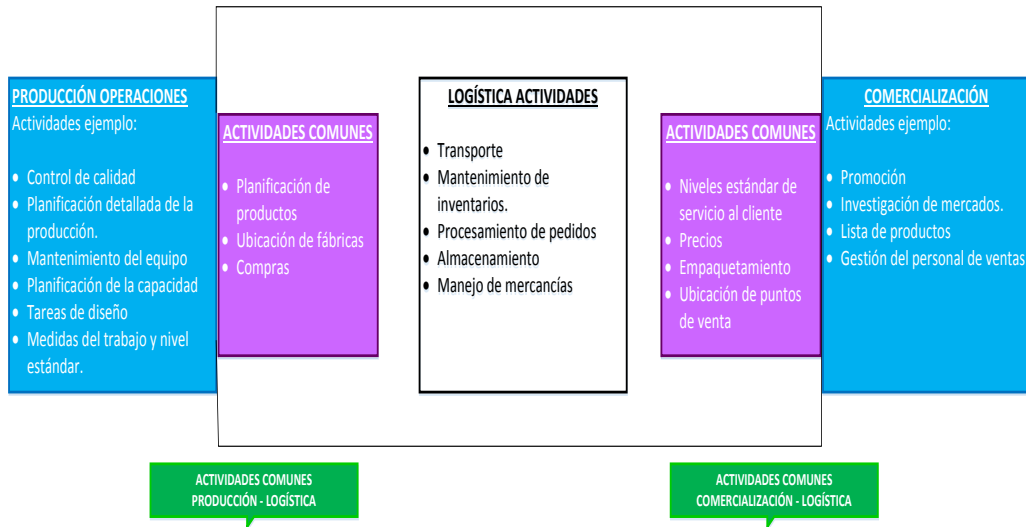 PRODUCCIÓN OPERACIONES
Actividades ejemplo:
• Control de calidad
• Planificación detallada de la
producción.
• Mantenimiento del equipo
• Planificación de la capacidad
• Tareas de diseño
• Medidas del trabajo y nivel
estándar.
ACTIVIDADES COMUNES
• Planificación de
productos
• Ubicación de fábricas
• Compras
LOGÍSTICA ACTIVIDADES
• Transporte
• Mantenimiento de
inventarios.
• Procesamiento de pedidos
• Almacenamiento
• Manejo de mercancías
ACTIVIDADES COMUNES
• Niveles estándar de
servicio al cliente
• Precios
• Empaquetamiento
• Ubicación de puntos
de venta
COMERCIALIZACIÓN
Actividades ejemplo:
• Promoción
• Investigación de mercados.
• Lista de productos
• Gestión del personal de ventas
ACTIVIDADES COMUNES
PRODUCCIÓN - LOGÍSTICA
ACTIVIDADES COMUNES
COMERCIALIZACIÓN - LOGÍSTICA